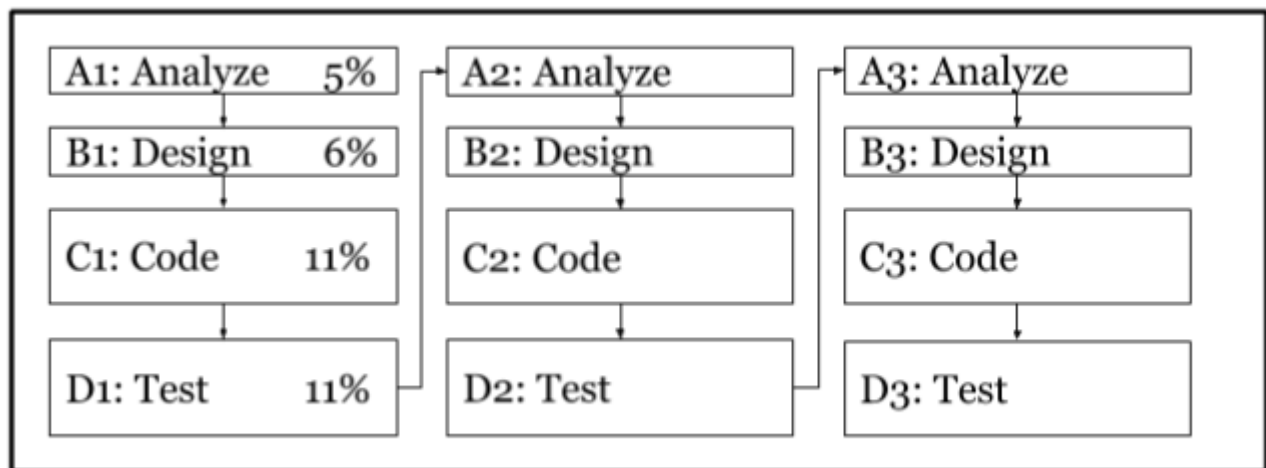 A1: Analyze 5%
B1: Design 6%
C1: Code 11%
D1: Test 11%
A2: Analyze
B2: Design
C2: Code
D2: Test
A3: Analyze
B3: Design
C3: Code
D3: Test